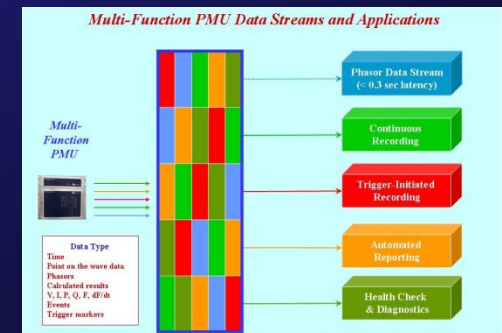 Multi-Function PMU Data Streams and Applications
Multi-
Function
PMU
Data Type
Time
Point on the wave data
Phasors
Calculated results
V, I, P, Q, F, dF/dt
Events
Trigger markers
Phasor Data Stream
(< 0.3 sec latency)
Continuous
Recording
Trigger-Initiated
Recording
Automated
Reporting
Health Check
& Diagnostics